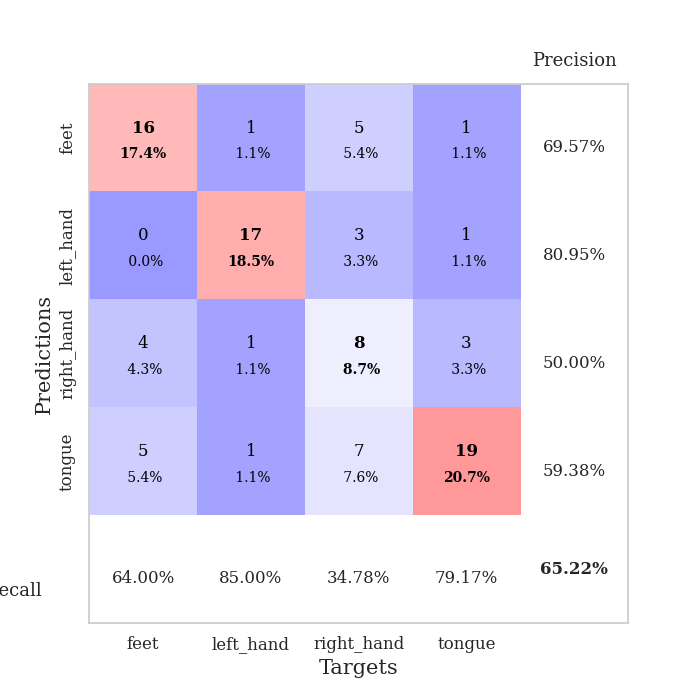 Precision
feet
16 1 5 1
17.4% 1.1% 5.4% 1.1%
69.57%
left_hand
0 17 3 1
0.0% 18.5% 3.3% 1.1%
80.95%
Predictions
right_hand
4 1 8 3
4.3% 1.1% 8.7% 3.3%
50.00%
tongue
5 1 7 19
5.4% 1.1% 7.6% 20.7%
59.38%
ecall
64.00% 85.00% 34.78% 79.17% 65.22%
feet left_hand right_hand tongue
Targets